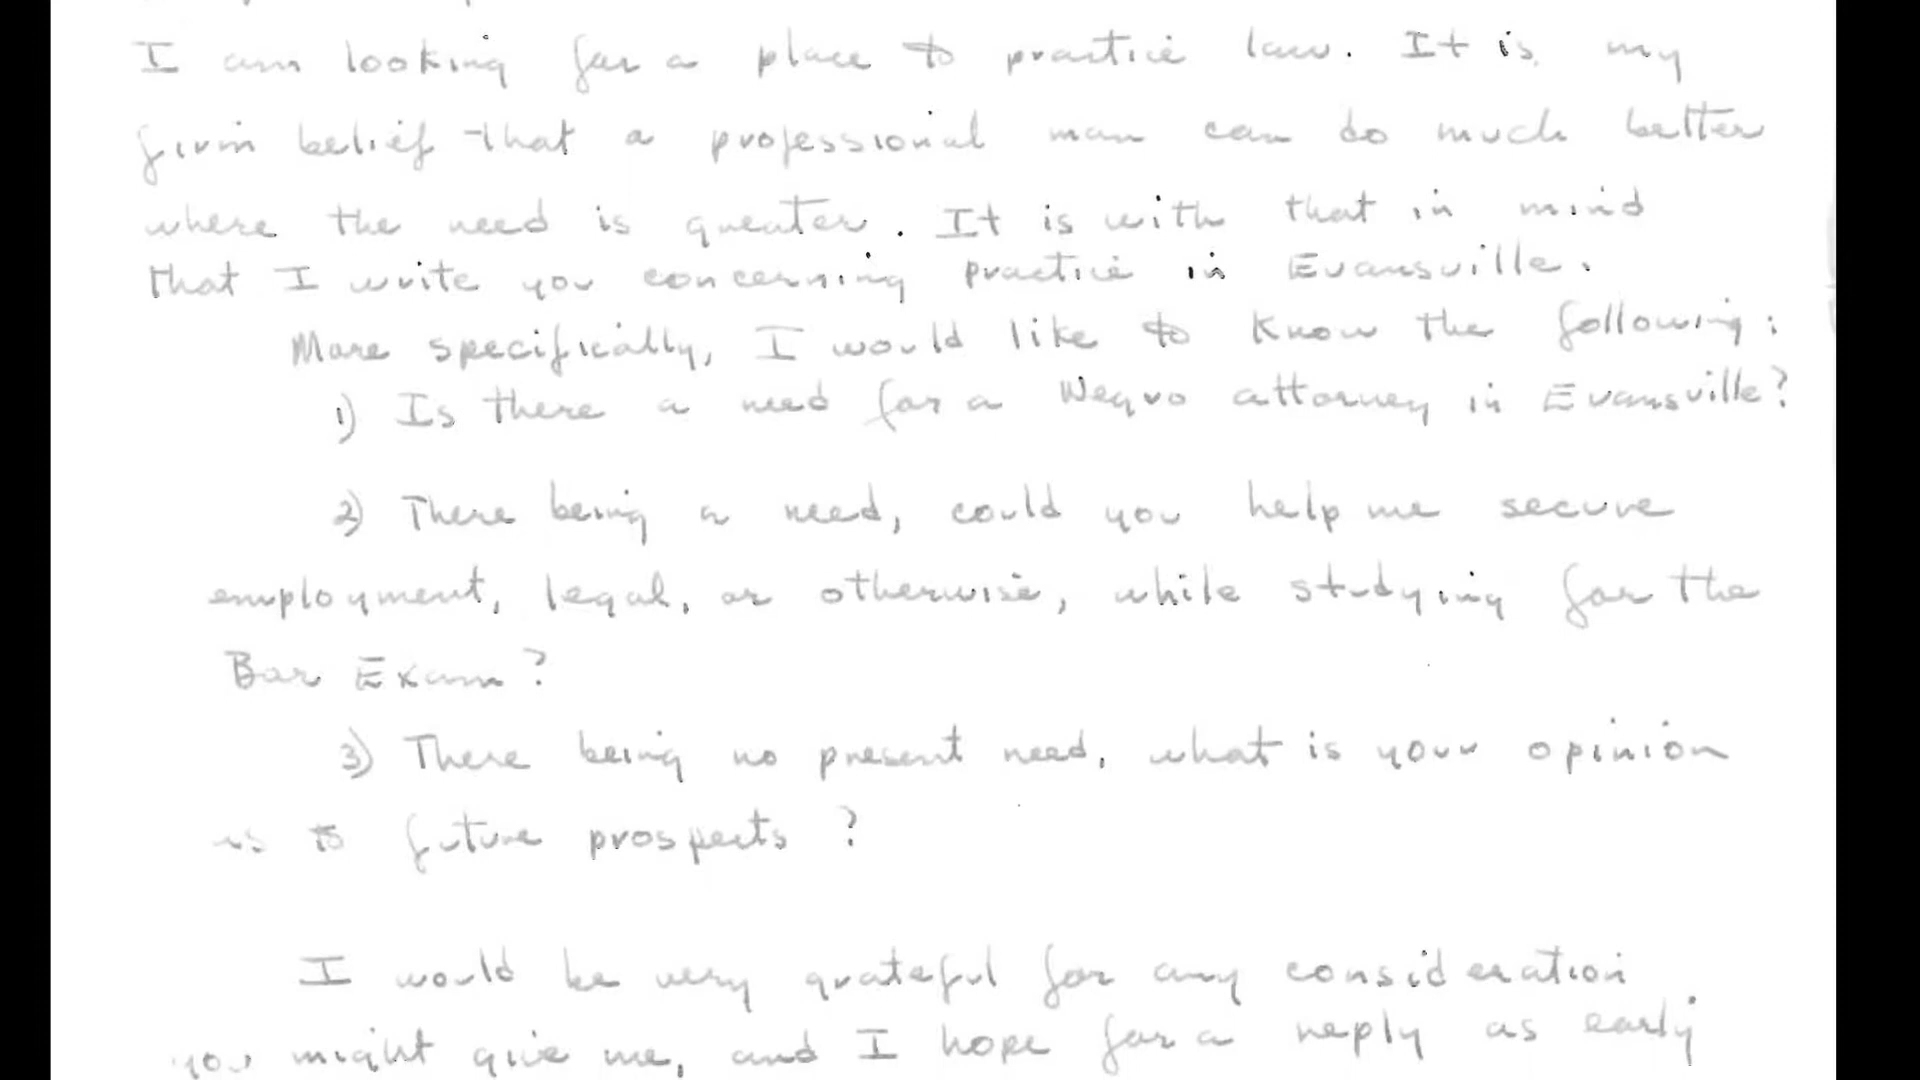 I am looking for a place to practice law. It is my
firm belief that a professional man can do much better
where the need is greater. It is with that in mind
that I write you concerning practice in Evansville.
More specifically, I would like to know the following:
1) Is there a need for a Negro attorney in Evansville?
2) There being a need, could you help me secure
employment, legal, or otherwise, while studying for the
Bar Exam?
3) There being no present need, what is your opinion
as to future prospects?
I would be very grateful for any consideration
you might give me, and I hope for a reply as early